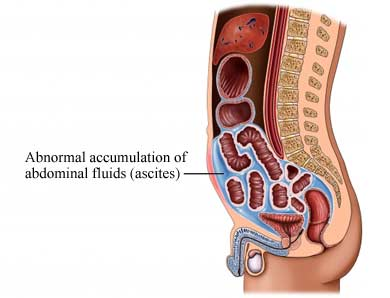 Abnormal accumulation of
abdominal fluids (ascites)